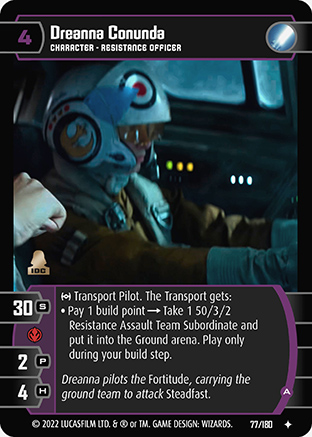 4
Dreanna Conunda
CHARACTER - RESISTANCE OFFICER
IDC
30 S
2 P
4 H
Transport Pilot. The Transport gets:
• Pay 1 build point → Take 1 50/3/2
Resistance Assault Team Subordinate and
put it into the Ground arena. Play only
during your build step.
Dreanna pilots the Fortitude, carrying the
ground team to attack Steadfast.
A
© 2022 LUCASFILM LTD. & ® or TM. GAME DESIGN: WIZARDS.
77/180